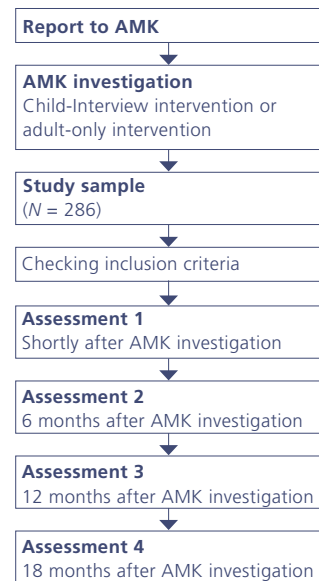 Report to AMK
AMK investigation
Child-Interview intervention or
adult-only intervention
Study sample
(N = 286)
Checking inclusion criteria
Assessment 1
Shortly after AMK investigation
Assessment 2
6 months after AMK investigation
Assessment 3
12 months after AMK investigation
Assessment 4
18 months after AMK investigation